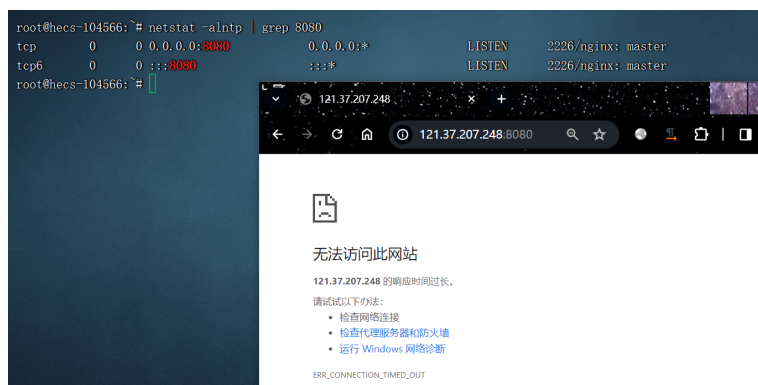 root@hecs-104566:~# netstat -alntp | grep 8080
tcp 0 0 0.0.0.0:8080 0.0.0.0:* LISTEN 2226/nginx: master
tcp6 0 0 :::8080 :::* LISTEN 2226/nginx: master
root@hecs-104566:~#
121.37.207.248
121.37.207.248:8080
无法访问此网站
121.37.207.248 的响应时间过长。
请试试以下办法：
• 检查网络连接
• 检查代理服务器和防火墙
• 运行 Windows 网络诊断
ERR_CONNECTION_TIMED_OUT